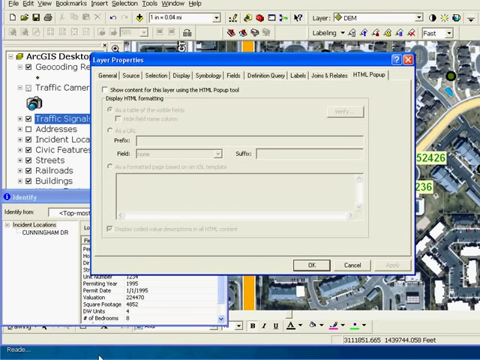 File Edit View Bookmarks Insert Selection Tools Window Help
1 in = 0.04 mi
Layer:
DEM
Labeling
Fast
ArcGIS Desktop
Geocoding Re
Traffic Camer
Traffic Signals
Addresses
Incident Locat
Civic Features
Streets
Railroads
Buildings
Layer Properties
General Source Selection Display Symbology Fields Definition Query Labels Joins & Relates HTML Popup
Show content for this layer using the HTML Popup tool
Display HTML formatting
As a table of the visible fields
Hide field name column
Verify...
As a URL
Prefix:
Field: none Suffix:
As a formatted page based on an XSL template
Display coded value descriptions in all HTML content
OK Cancel Apply
52426
236
Identify
Identify from: <Top-most
Incident Locations
CUNNINGHAM DR
Unit Number 1234
Permiting Year 1995
Permit Date 1/1/1995
Valuation 224470
Square Footage 4852
DW Units 4
# of Bedrooms 8
Drawing
B I U A
3111851.665 1439744.058 Feet